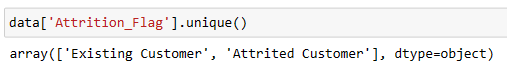 data['Attrition_Flag'].unique()
array(['Existing Customer', 'Attrited Customer'], dtype=object)